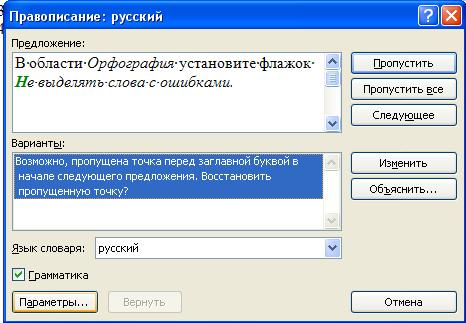 Правописание: русский
Предложение:
В·области·Орфография·установите·флажок·
Не·выделять·слова·с·ошибками.
Пропустить
Пропустить все
Следующее
Варианты:
Возможно, пропущена точка перед заглавной буквой в
начале следующего предложения. Восстановить
пропущенную точку?
Изменить
Объяснить...
Язык словаря:
русский
Грамматика
Параметры...
Вернуть
Отмена